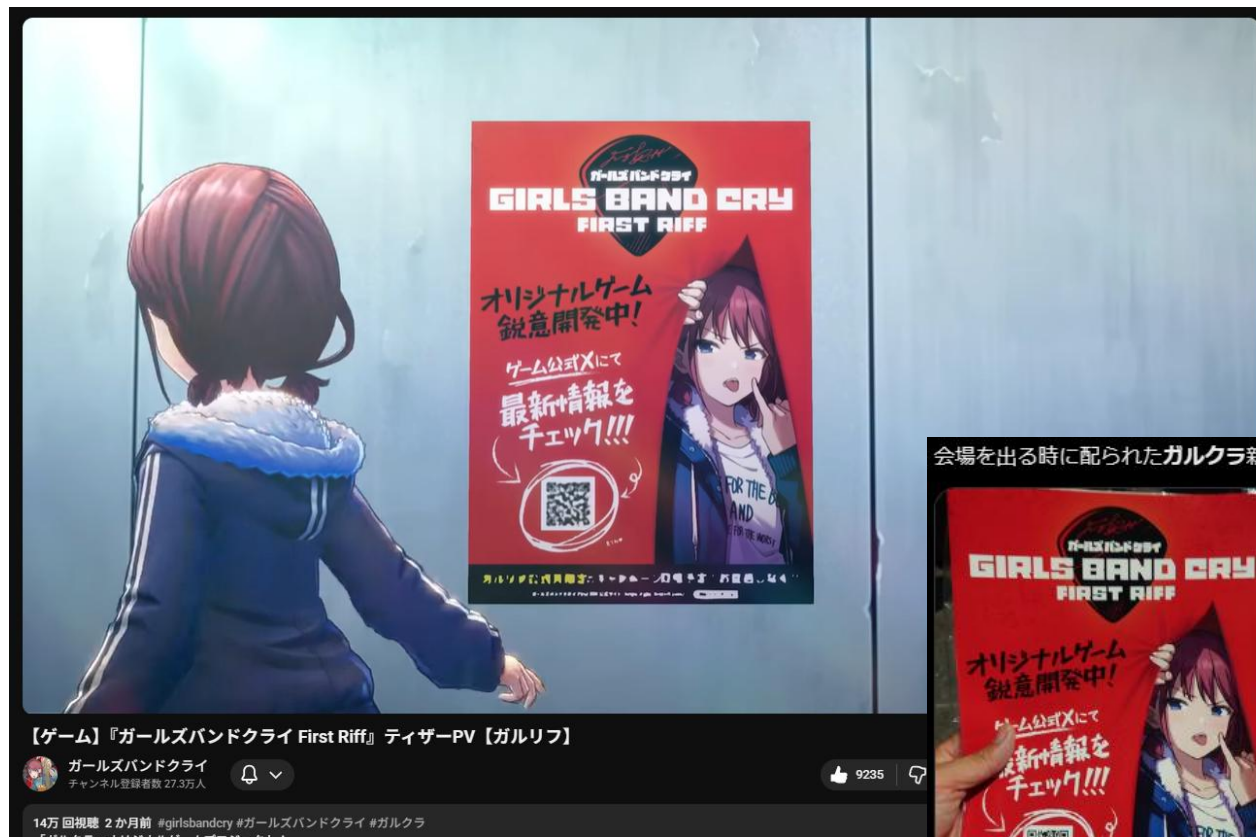 ガールズバンドクライ
GIRLS BAND CRY
FIRST RIFF
オリジナルゲーム
鋭意開発中!
ゲーム公式Xにて
最新情報を
チェック!!!
FOR THE
AND
【ゲーム】『ガールズバンドクライ First Riff』ティザーPV【ガルリフ】
ガールズバンドクライ
チャンネル登録者数 27.3万人
9235
14万 回視聴 2 か月前 #girlsbandcry #ガールズバンドクライ #ガルクラ
会場を出る時に配られたガルクラ新
ガールズバンドクライ
GIRLS BAND CRY
FIRST RIFF
オリジナルゲーム
鋭意開発中!
ゲーム公式Xにて
新情報を
チェック!!!